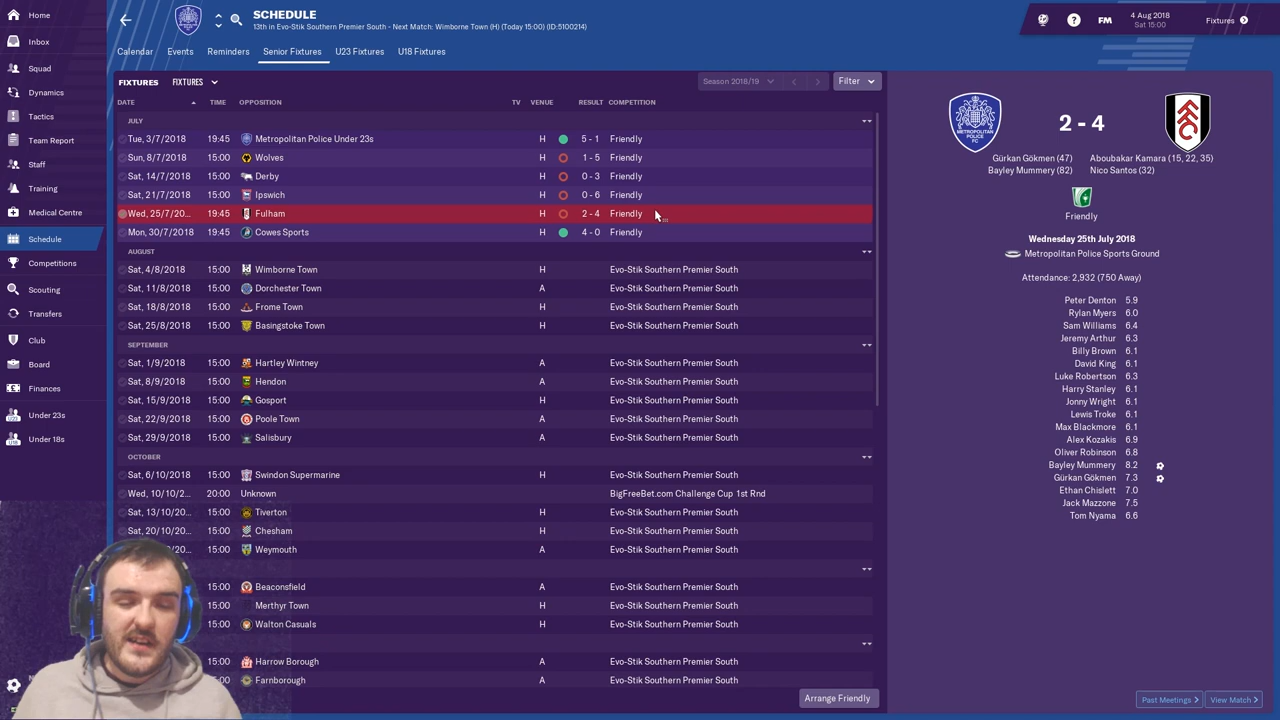 SCHEDULE
13th in Evo-Stik Southern Premier South - Next Match: Wimborne Town (H) (Today 15:00) (ID:5100214)
FM
4 Aug 2018
Sat 15:00
Fixtures
Home
Inbox
Squad
Dynamics
Tactics
Team Report
Staff
Training
Medical Centre
Schedule
Competitions
Scouting
Transfers
Club
Board
Finances
Under 23s
Under 18s
Calendar Events Reminders Senior Fixtures U23 Fixtures U18 Fixtures
FIXTURES FIXTURES Season 2018/19 Filter
DATE TIME OPPOSITION TV VENUE RESULT COMPETITION
JULY
Tue, 3/7/2018 19:45 Metropolitan Police Under 23s H 5 - 1 Friendly
Sun, 8/7/2018 15:00 Wolves H 1 - 5 Friendly
Sat, 14/7/2018 15:00 Derby H 0 - 3 Friendly
Sat, 21/7/2018 15:00 Ipswich H 0 - 6 Friendly
Wed, 25/7/20... 19:45 Fulham H 2 - 4 Friendly
Mon, 30/7/2018 19:45 Cowes Sports H 4 - 0 Friendly
AUGUST
Sat, 4/8/2018 15:00 Wimborne Town H Evo-Stik Southern Premier South
Sat, 11/8/2018 15:00 Dorchester Town A Evo-Stik Southern Premier South
Sat, 18/8/2018 15:00 Frome Town H Evo-Stik Southern Premier South
Sat, 25/8/2018 15:00 Basingstoke Town H Evo-Stik Southern Premier South
SEPTEMBER
Sat, 1/9/2018 15:00 Hartley Wintney A Evo-Stik Southern Premier South
Sat, 8/9/2018 15:00 Hendon A Evo-Stik Southern Premier South
Sat, 15/9/2018 15:00 Gosport H Evo-Stik Southern Premier South
Sat, 22/9/2018 15:00 Poole Town A Evo-Stik Southern Premier South
Sat, 29/9/2018 15:00 Salisbury A Evo-Stik Southern Premier South
OCTOBER
Sat, 6/10/2018 15:00 Swindon Supermarine H Evo-Stik Southern Premier South
Wed, 10/10/2... 20:00 Unknown BigFreeBet.com Challenge Cup 1st Rnd
Sat, 13/10/20... 15:00 Tiverton H Evo-Stik Southern Premier South
Sat, 20/10/20... 15:00 Chesham H Evo-Stik Southern Premier South
15:00 Weymouth A Evo-Stik Southern Premier South
15:00 Beaconsfield A Evo-Stik Southern Premier South
15:00 Merthyr Town H Evo-Stik Southern Premier South
15:00 Walton Casuals H Evo-Stik Southern Premier South
15:00 Harrow Borough A Evo-Stik Southern Premier South
:00 Farnborough A Evo-Stik Southern Premier South
Arrange Friendly
METROPOLITAN POLICE FC
2 - 4
FFC
Gürkan Gökmen (47) Aboubakar Kamara (15, 22, 35)
Bayley Mummery (82) Nico Santos (32)
Friendly
Wednesday 25th July 2018
Metropolitan Police Sports Ground
Attendance: 2,932 (750 Away)
Peter Denton 5.9
Rylan Myers 6.0
Sam Williams 6.4
Jeremy Arthur 6.3
Billy Brown 6.1
David King 6.1
Luke Robertson 6.3
Harry Stanley 6.1
Jonny Wright 6.1
Lewis Troke 6.1
Max Blackmore 6.1
Alex Kozakis 6.9
Oliver Robinson 6.8
Bayley Mummery 8.2
Gürkan Gökmen 7.3
Ethan Chislett 7.0
Jack Mazzone 7.5
Tom Nyama 6.6
Past Meetings View Match